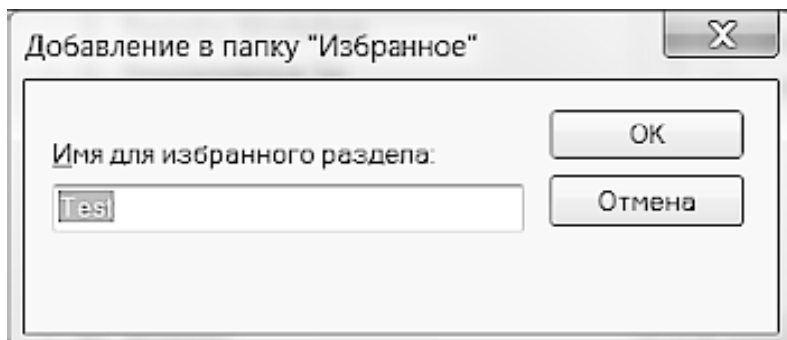 Добавление в папку "Избранное"
Имя для избранного раздела:
Test
OK
Отмена